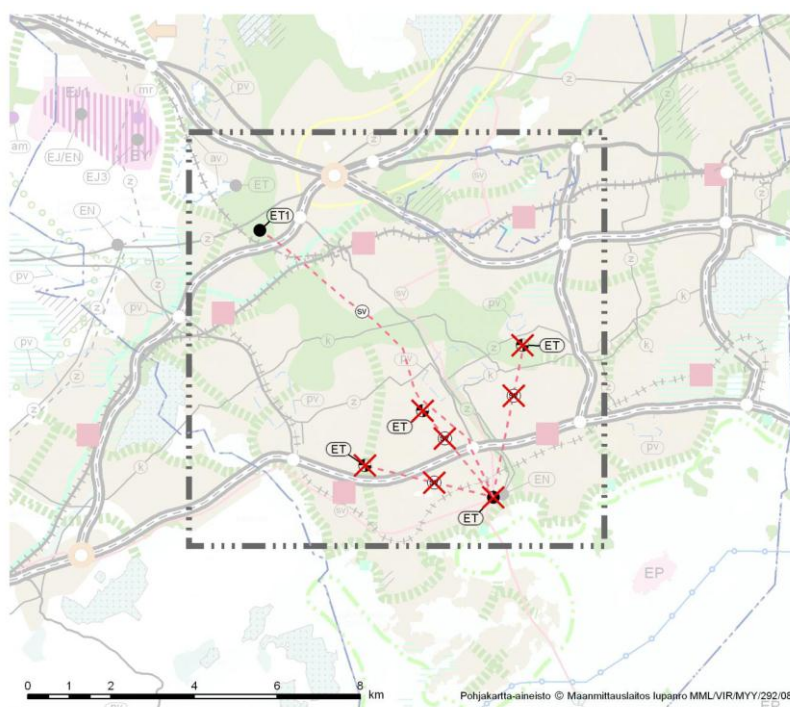 z
pv
EJ1
mr
z
am
EJ/EN
EJ3
BY
av
z
ET
z
sv
z
k
EN
z
z
ET1
z
z
pv
pv
sv
sv
pv
k
ET
k
z
k
pv
z
ET
z
k
ET
pv
EN
sv
ET
EP
0 2 4 6 8
km
Pohjakartta-aineisto © Maanmittauslaitos lupanro MML/VIR/MYY/292/08